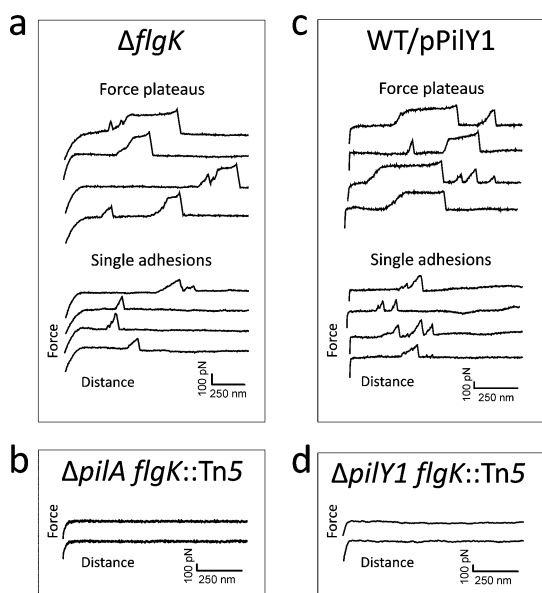 a
ΔflgK
Force plateaus
Single adhesions
Force
Distance
100 pN
250 nm
c
WT/pPilY1
Force plateaus
Single adhesions
Force
Distance
100 pN
250 nm
b
ΔpilA flgK::Tn5
Force
Distance
100 pN
250 nm
d
ΔpilY1 flgK::Tn5
Force
Distance
100 pN
250 nm